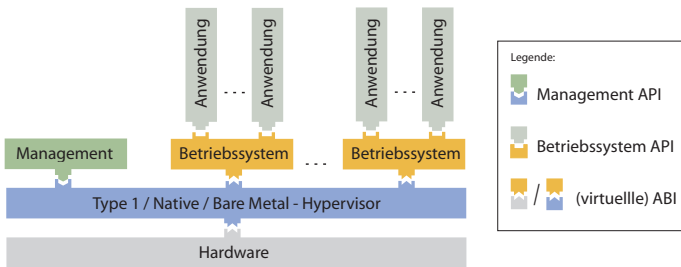 Anwendung
Anwendung
Anwendung
Anwendung
- - -
- - -
Management
Betriebssystem
. . .
Betriebssystem
Type 1 / Native / Bare Metal - Hypervisor
Hardware
Legende:
Management API
Betriebssystem API
/ (virtuellle) ABI